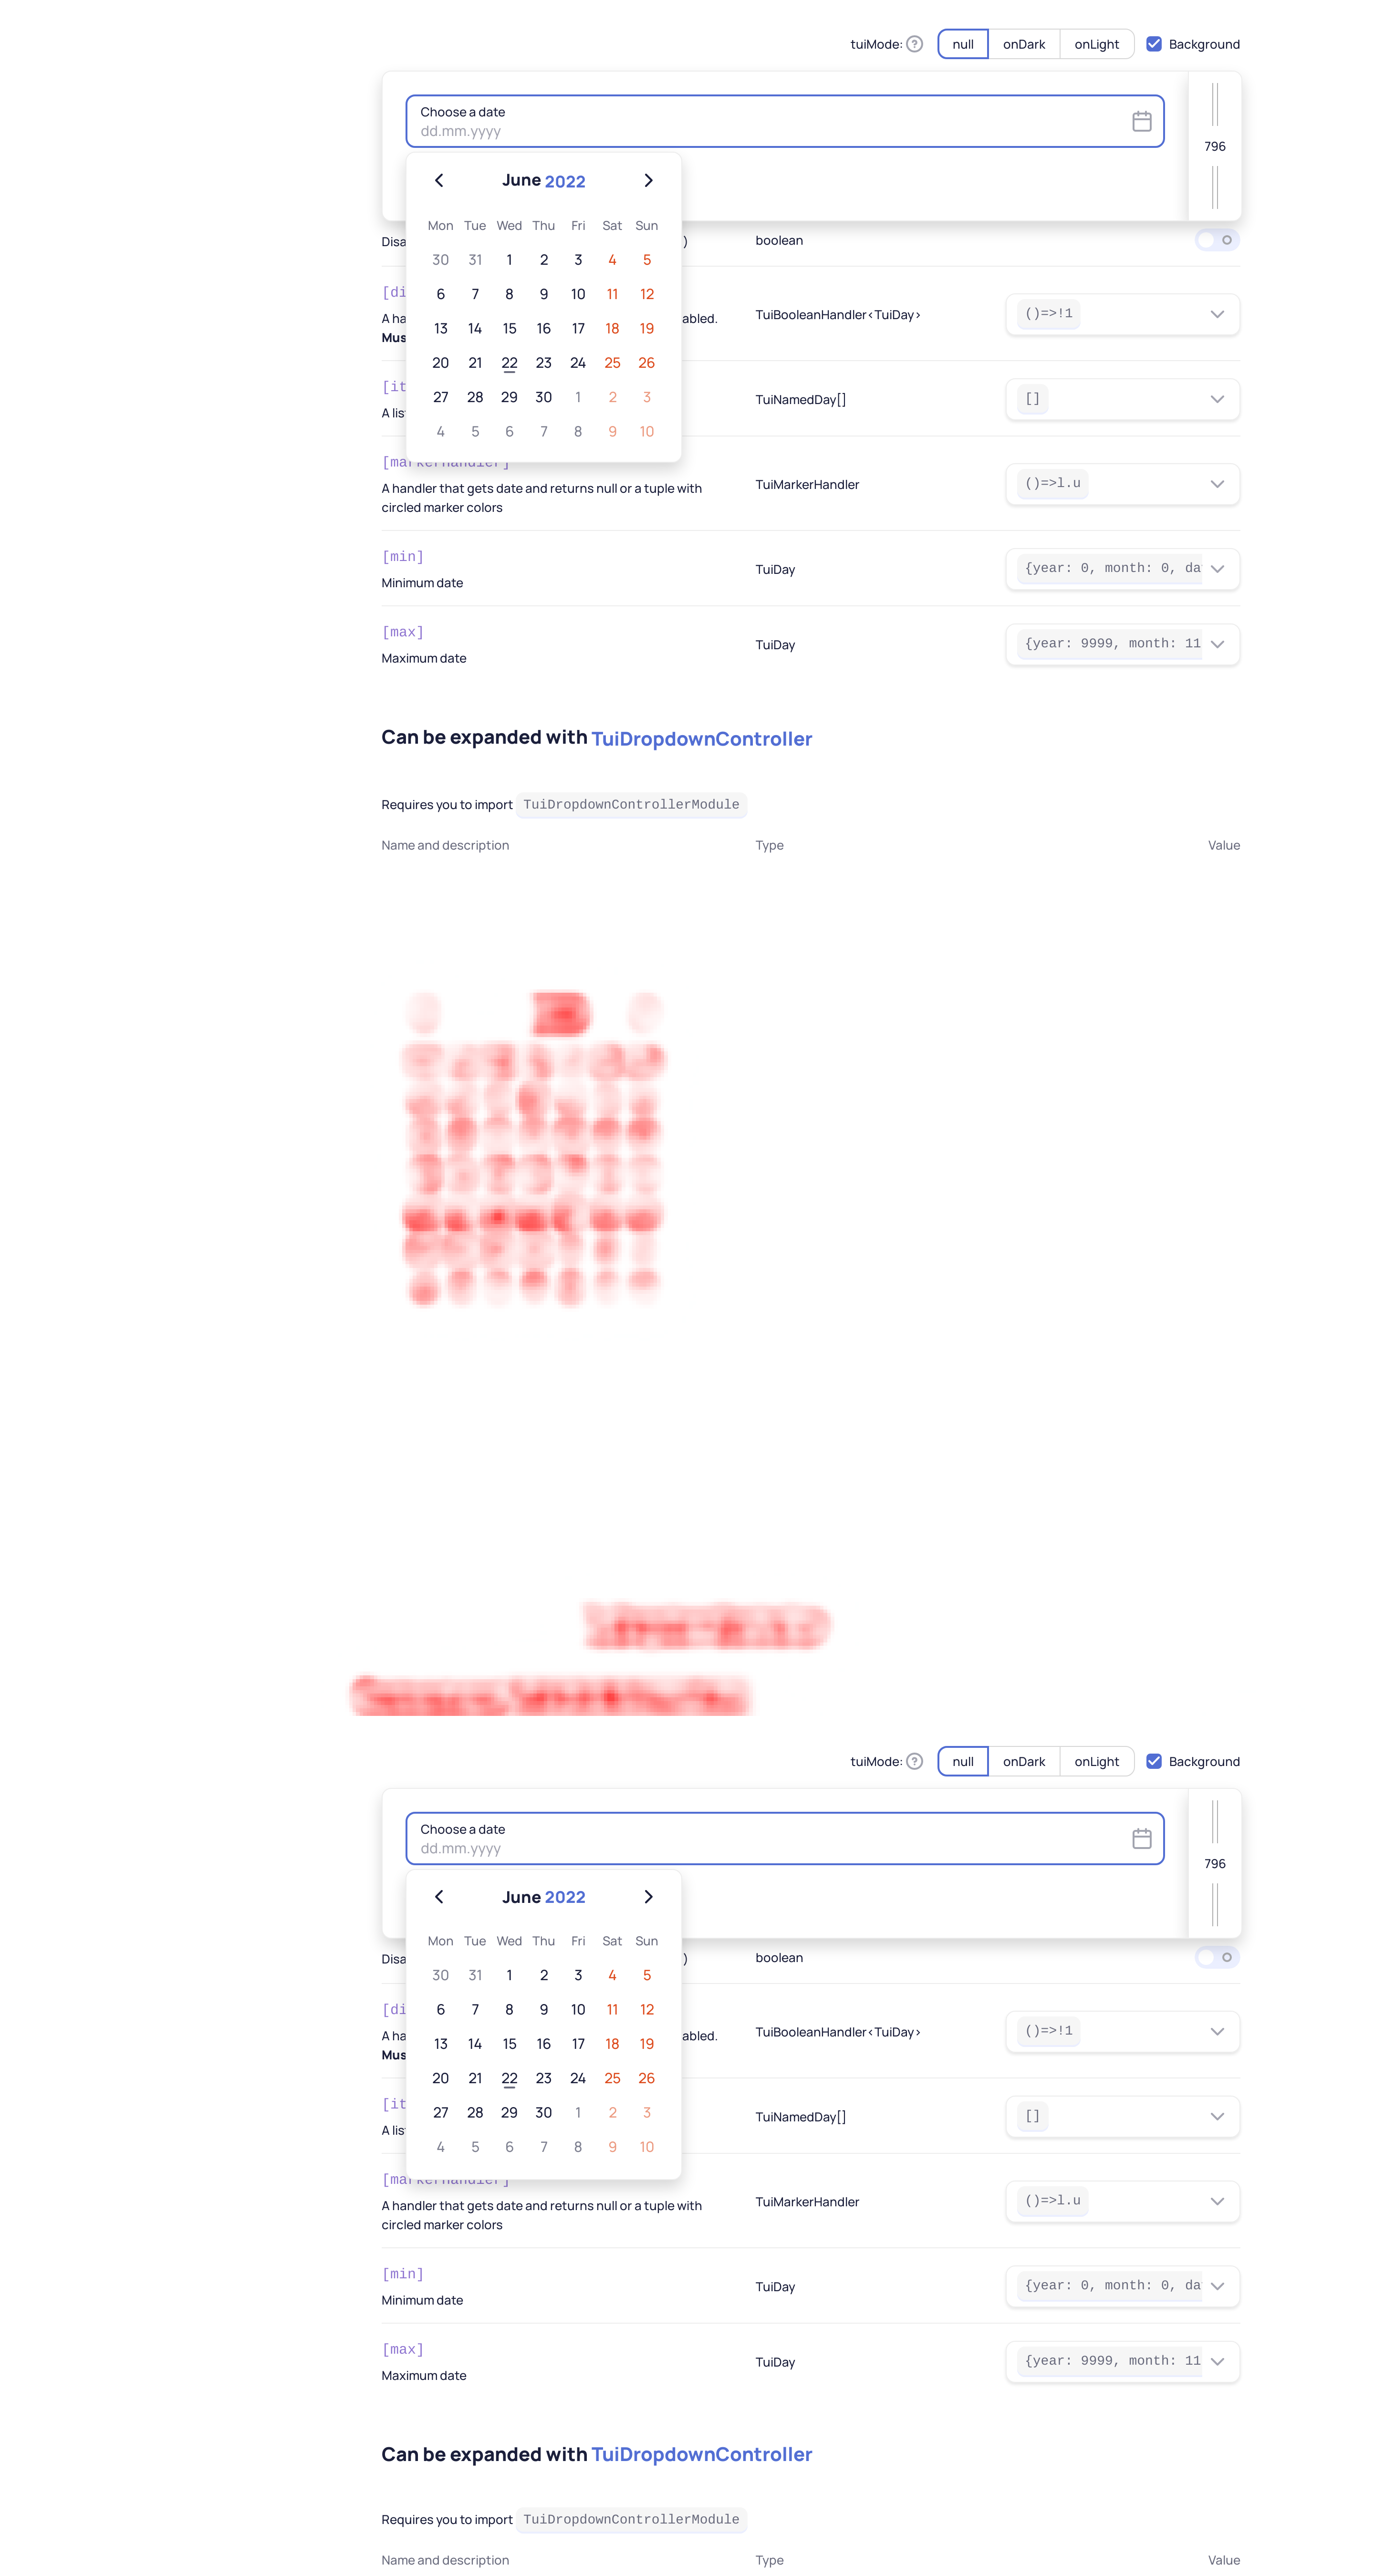 tuiMode: ? null onDark onLight Background
Choose a date
dd.mm.yyyy
796
June 2022
Mon Tue Wed Thu Fri Sat Sun
Disa ) boolean
30 31 1 2 3 4 5
[di
6 7 8 9 10 11 12
A ha abled. TuiBooleanHandler<TuiDay> ()=>!1
13 14 15 16 17 18 19
Mus
20 21 22 23 24 25 26
[it
27 28 29 30 1 2 3
A lis TuiNamedDay[] []
4 5 6 7 8 9 10
[markerHandler]
A handler that gets date and returns null or a tuple with
circled marker colors
TuiMarkerHandler ()=>l.u
[min]
Minimum date
TuiDay {year: 0, month: 0, da
[max]
Maximum date
TuiDay {year: 9999, month: 11
Can be expanded with TuiDropdownController
Requires you to import TuiDropdownControllerModule
Name and description Type Value
tuiMode: ? null onDark onLight Background
Choose a date
dd.mm.yyyy
796
June 2022
Mon Tue Wed Thu Fri Sat Sun
Disa ) boolean
30 31 1 2 3 4 5
[di
6 7 8 9 10 11 12
A ha abled. TuiBooleanHandler<TuiDay> ()=>!1
13 14 15 16 17 18 19
Mus
20 21 22 23 24 25 26
[it
27 28 29 30 1 2 3
A lis TuiNamedDay[] []
4 5 6 7 8 9 10
[markerHandler]
A handler that gets date and returns null or a tuple with
circled marker colors
TuiMarkerHandler ()=>l.u
[min]
Minimum date
TuiDay {year: 0, month: 0, da
[max]
Maximum date
TuiDay {year: 9999, month: 11
Can be expanded with TuiDropdownController
Requires you to import TuiDropdownControllerModule
Name and description Type Value